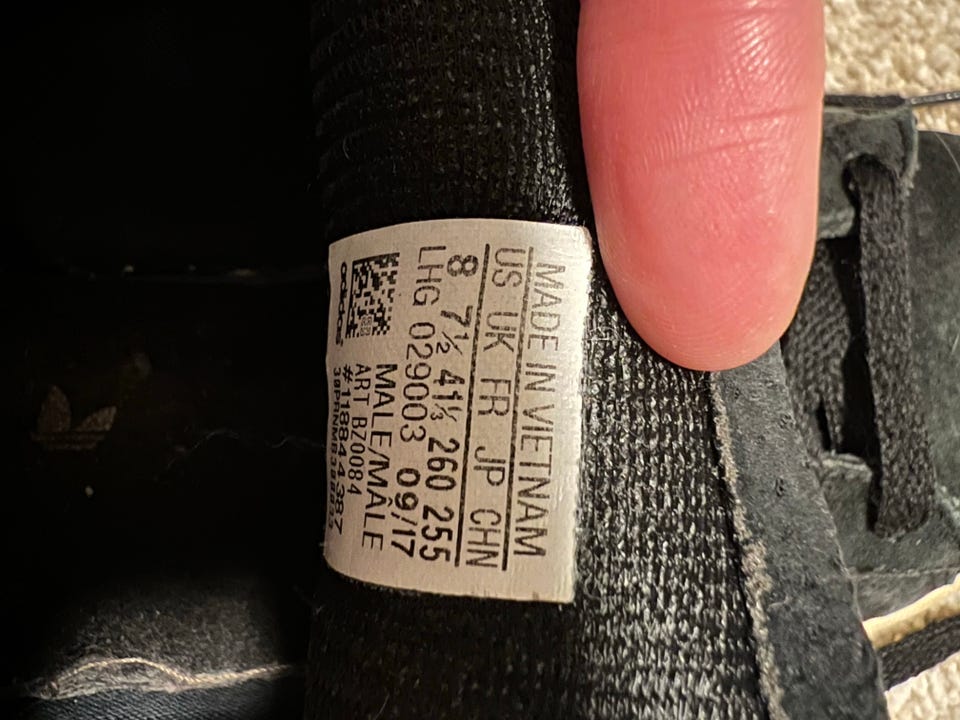 MADE IN VIETNAM
US UK FR JP CHN
8 7½ 41⅓ 260 255
LHG 029003 09/17
MALE/MÂLE
ART BZ0084
#118844387
adidas